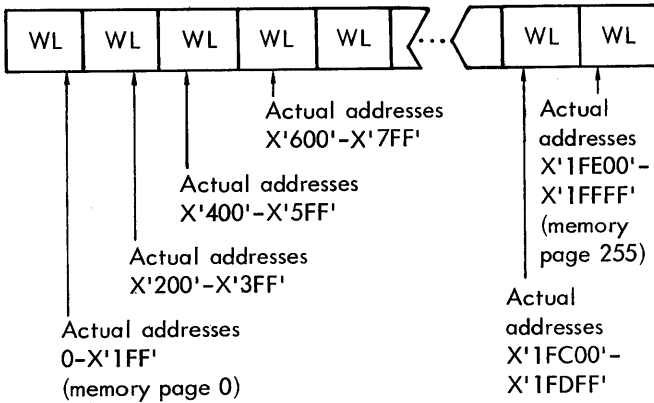 WL WL WL WL WL ... WL WL
Actual addresses
X'600'-X'7FF'
Actual addresses
X'400'-X'5FF'
Actual addresses
X'200'-X'3FF'
Actual addresses
0-X'1FF'
(memory page 0)
Actual
addresses
X'1FE00'-
X'1FFFF'
(memory
page 255)
Actual
addresses
X'1FC00'-
X'1FDFF'